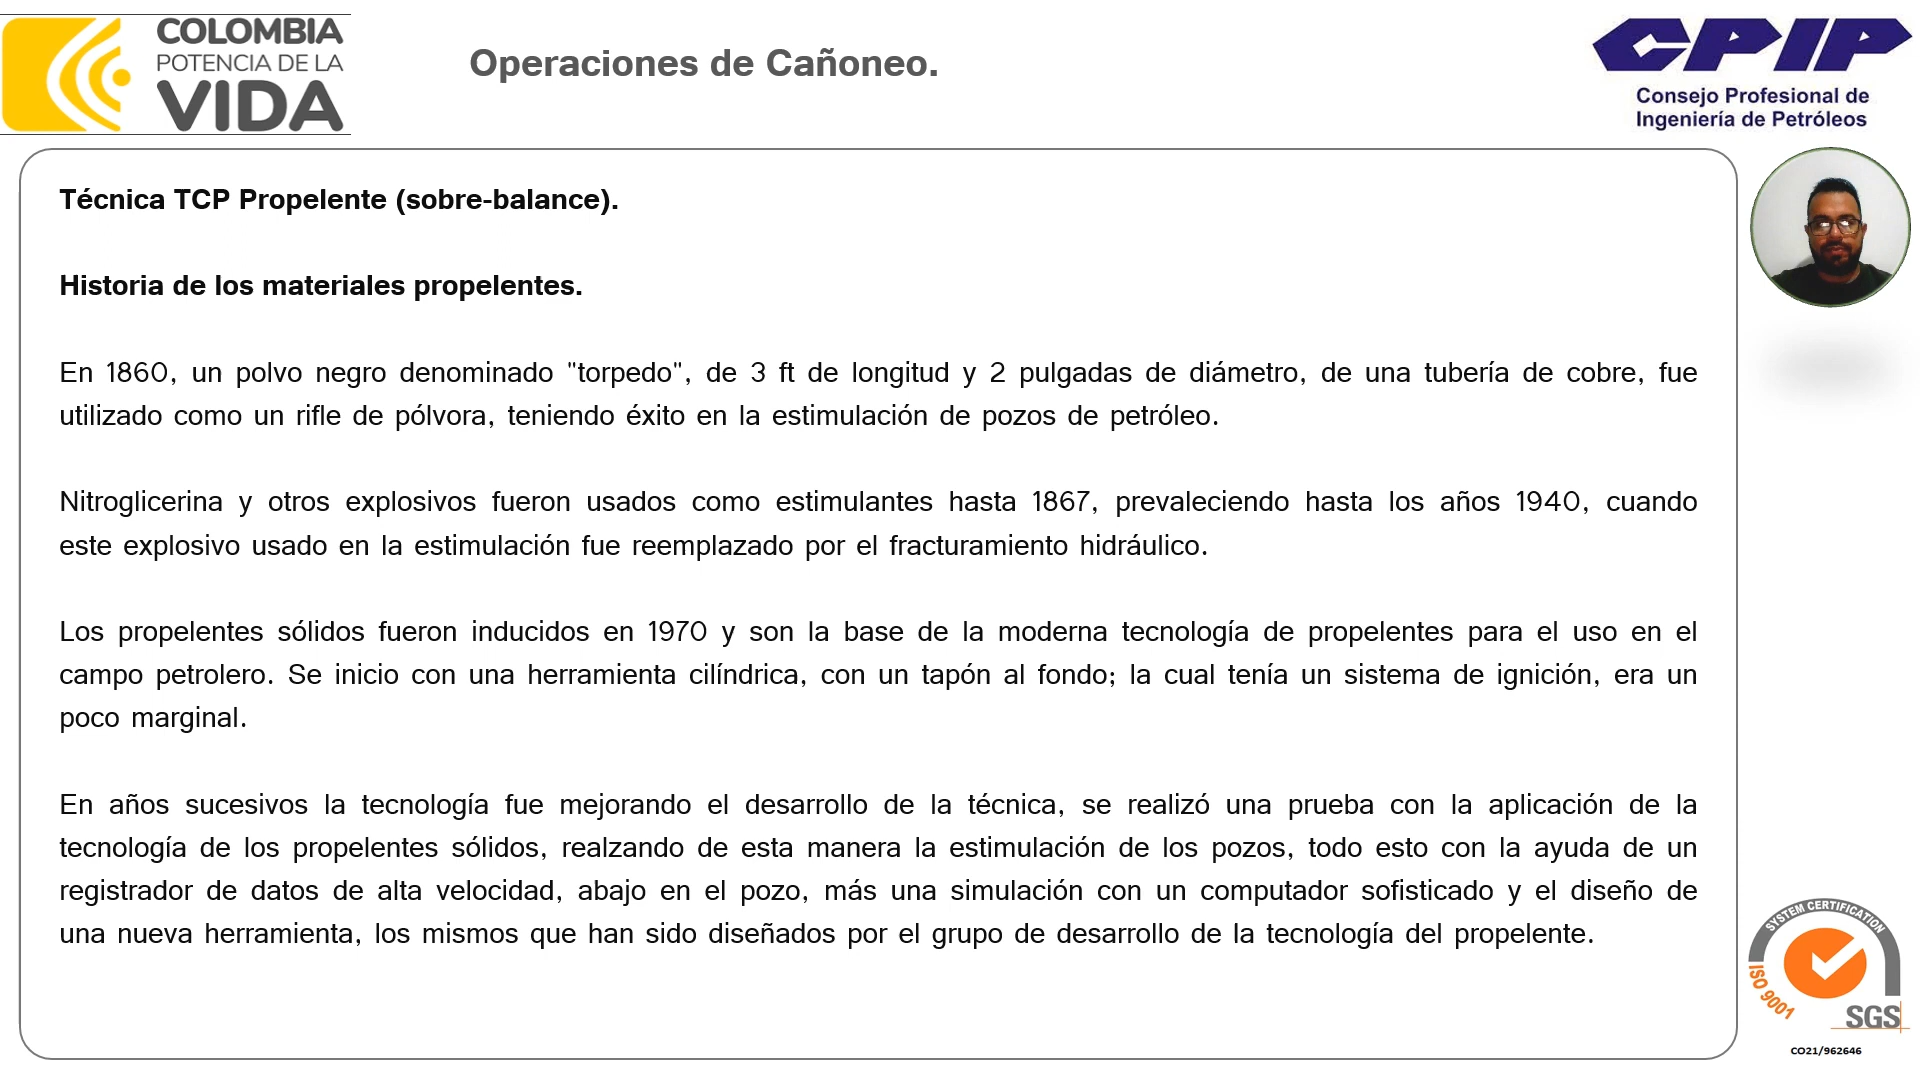 COLOMBIA
POTENCIA DE LA
VIDA
Operaciones de Cañoneo.
CPIP
Consejo Profesional de
Ingeniería de Petróleos
Técnica TCP Propelente (sobre-balance).
Historia de los materiales propelentes.
En 1860, un polvo negro denominado "torpedo", de 3 ft de longitud y 2 pulgadas de diámetro, de una tubería de cobre, fue
utilizado como un rifle de pólvora, teniendo éxito en la estimulación de pozos de petróleo.
Nitroglicerina y otros explosivos fueron usados como estimulantes hasta 1867, prevaleciendo hasta los años 1940, cuando
este explosivo usado en la estimulación fue reemplazado por el fracturamiento hidráulico.
Los propelentes sólidos fueron inducidos en 1970 y son la base de la moderna tecnología de propelentes para el uso en el
campo petrolero. Se inicio con una herramienta cilíndrica, con un tapón al fondo; la cual tenía un sistema de ignición, era un
poco marginal.
En años sucesivos la tecnología fue mejorando el desarrollo de la técnica, se realizó una prueba con la aplicación de la
tecnología de los propelentes sólidos, realzando de esta manera la estimulación de los pozos, todo esto con la ayuda de un
registrador de datos de alta velocidad, abajo en el pozo, más una simulación con un computador sofisticado y el diseño de
una nueva herramienta, los mismos que han sido diseñados por el grupo de desarrollo de la tecnología del propelente.
SYSTEM CERTIFICATION
ISO 9001
SGS
CO21/962646